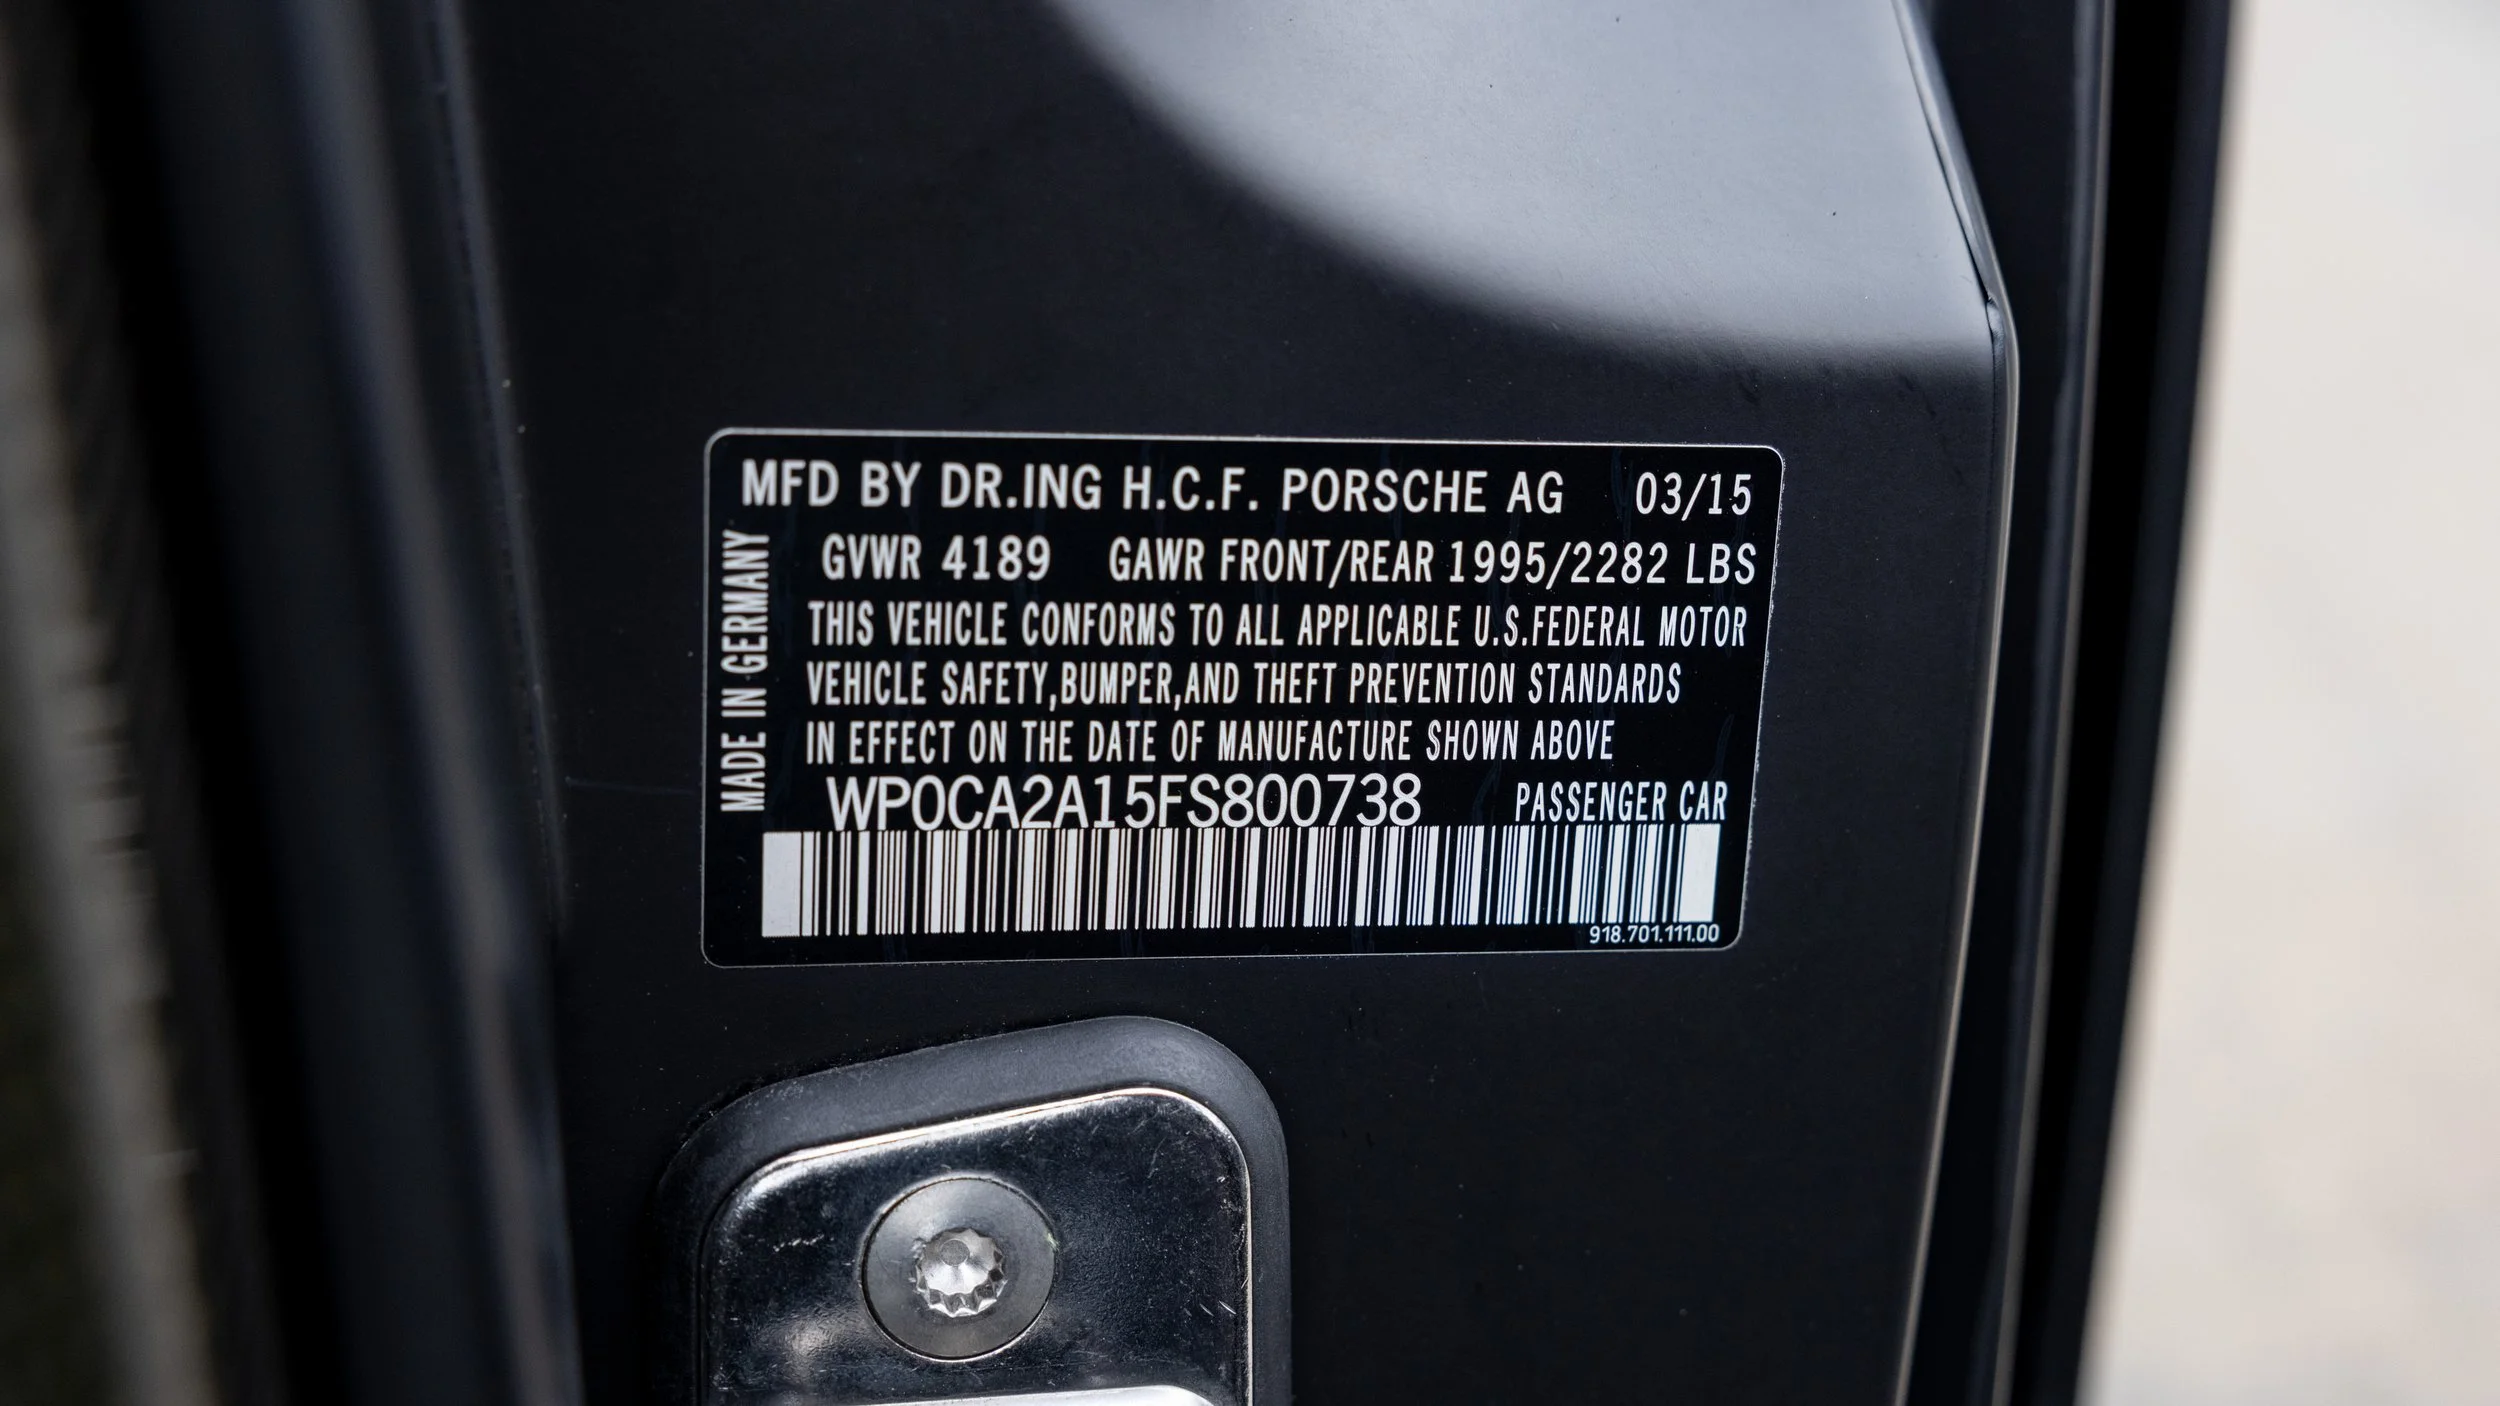 MFD BY DR.ING H.C.F. PORSCHE AG 03/15
GVWR 4189 GAWR FRONT/REAR 1995/2282 LBS
THIS VEHICLE CONFORMS TO ALL APPLICABLE U.S.FEDERAL MOTOR
VEHICLE SAFETY,BUMPER,AND THEFT PREVENTION STANDARDS
IN EFFECT ON THE DATE OF MANUFACTURE SHOWN ABOVE
WP0CA2A15FS800738 PASSENGER CAR
918.701.111.00
MADE IN GERMANY